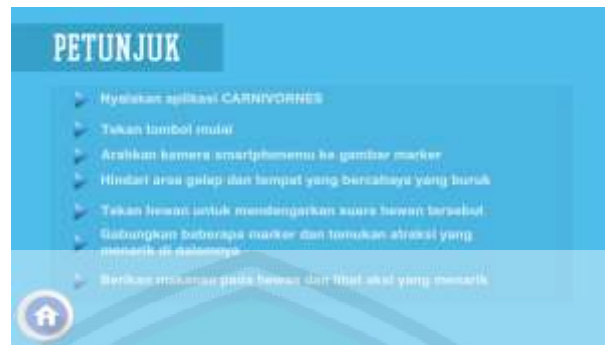 PETUNJUK
Nyalakan aplikasi CARNIVORNES
Tekan tombol mulai
Arahkan kamera smartphonemu ke gambar marker
Hindari area gelap dan tempat yang bercahaya yang buruk
Tekan hewan untuk mendengarkan suara hewan tersebut
Gabungkan beberapa marker dan temukan atraksi yang
menarik di dalamnya
Berikan makanan pada hewan dan lihat aksi yang menarik